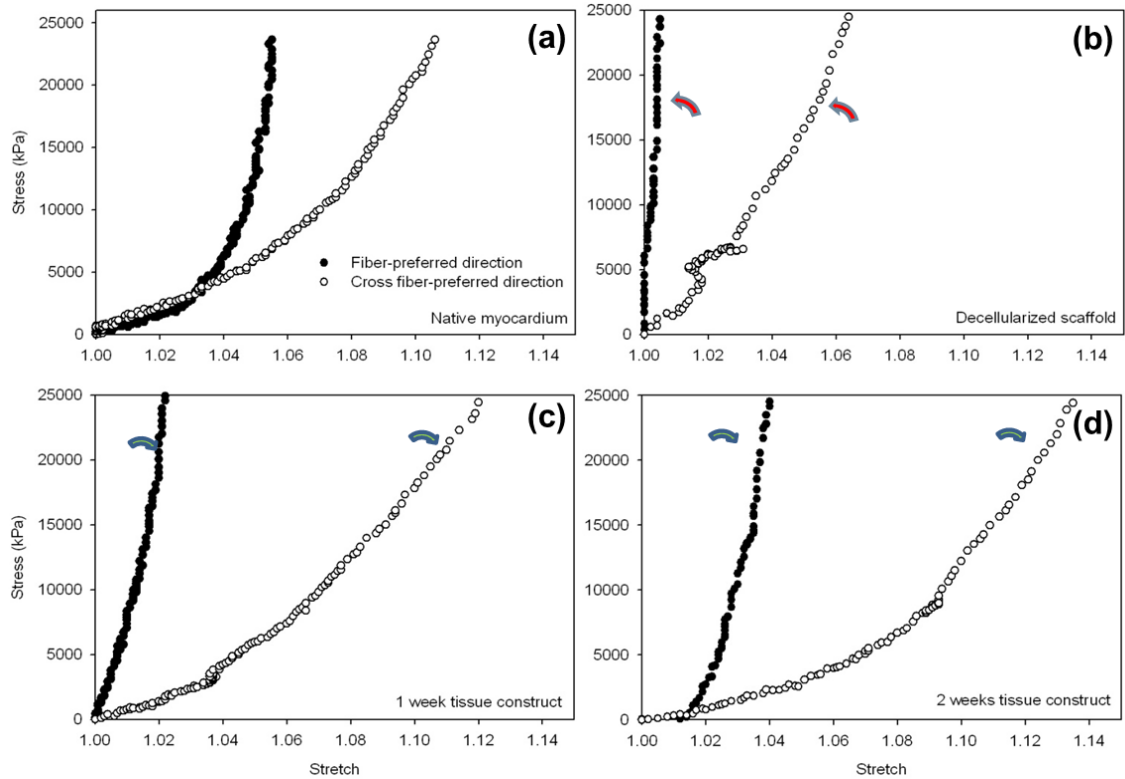 (a)
25000
20000
15000
10000
5000
0
Stress (kPa)
Fiber-preferred direction
Cross fiber-preferred direction
Native myocardium
1.00 1.02 1.04 1.06 1.08 1.10 1.12 1.14
(b)
25000
20000
15000
10000
5000
0
Decellularized scaffold
1.00 1.02 1.04 1.06 1.08 1.10 1.12 1.14
(c)
25000
20000
15000
10000
5000
0
Stress (kPa)
1 week tissue construct
1.00 1.02 1.04 1.06 1.08 1.10 1.12 1.14
Stretch
(d)
25000
20000
15000
10000
5000
0
2 weeks tissue construct
1.00 1.02 1.04 1.06 1.08 1.10 1.12 1.14
Stretch